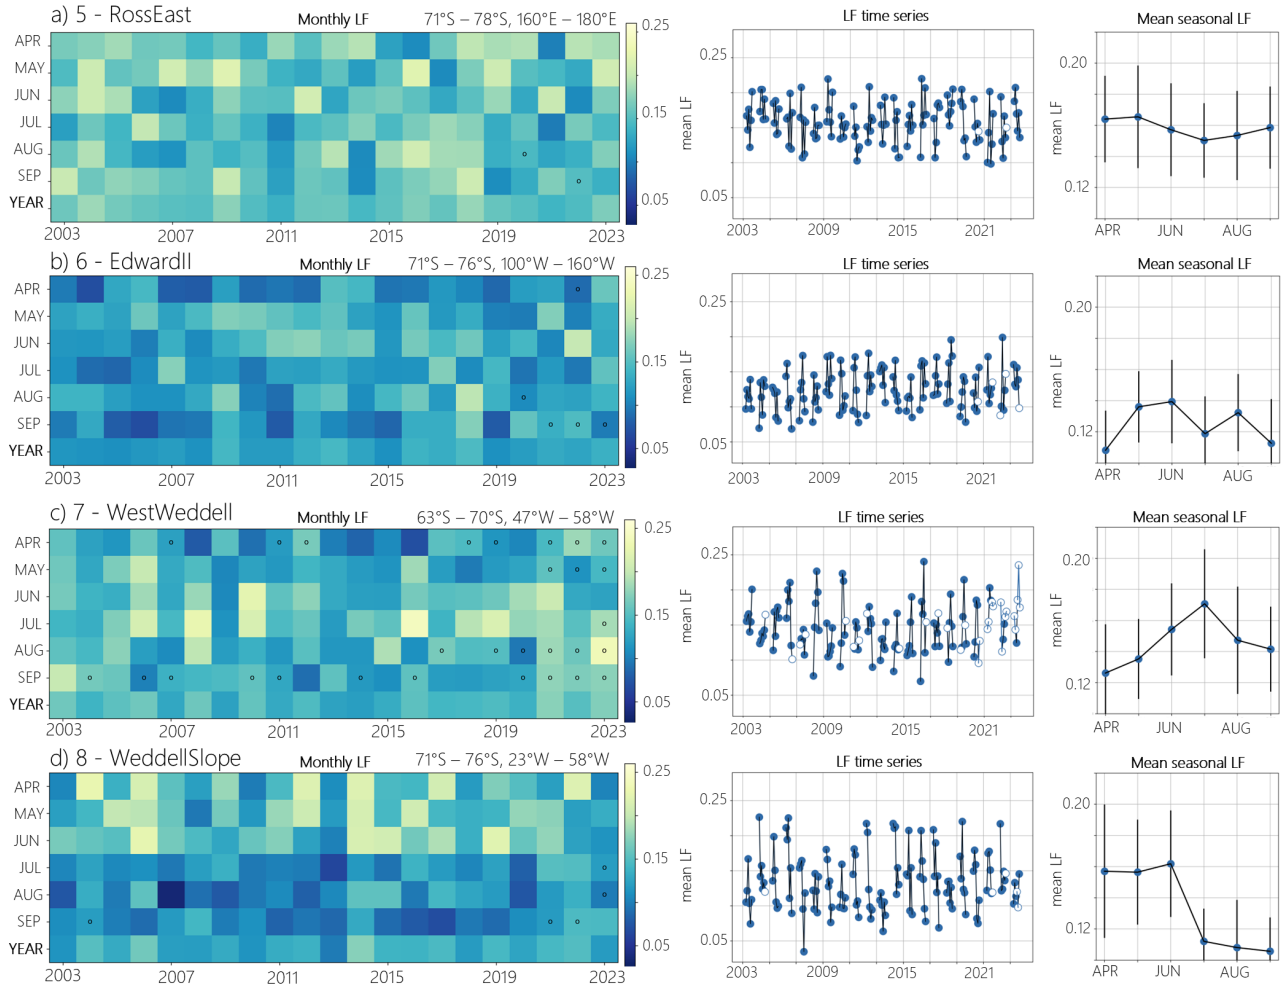 a) 5 - RossEast
Monthly LF
71°S – 78°S, 160°E – 180°E
LF time series
Mean seasonal LF
APR
MAY
JUN
JUL
AUG
SEP
YEAR
2003 2007 2011 2015 2019 2023
0.25
0.15
0.05
mean LF
0.25
0.05
2003 2009 2015 2021
mean LF
0.20
0.12
APR JUN AUG
b) 6 - EdwardII
Monthly LF
71°S – 76°S, 100°W – 160°W
LF time series
Mean seasonal LF
APR
MAY
JUN
JUL
AUG
SEP
YEAR
2003 2007 2011 2015 2019 2023
0.25
0.15
0.05
mean LF
0.25
0.05
2003 2009 2015 2021
mean LF
0.20
0.12
APR JUN AUG
c) 7 - WestWeddell
Monthly LF
63°S – 70°S, 47°W – 58°W
LF time series
Mean seasonal LF
APR
MAY
JUN
JUL
AUG
SEP
YEAR
2003 2007 2011 2015 2019 2023
0.25
0.15
0.05
mean LF
0.25
0.05
2003 2009 2015 2021
mean LF
0.20
0.12
APR JUN AUG
d) 8 - WeddellSlope
Monthly LF
71°S – 76°S, 23°W – 58°W
LF time series
Mean seasonal LF
APR
MAY
JUN
JUL
AUG
SEP
YEAR
2003 2007 2011 2015 2019 2023
0.25
0.15
0.05
mean LF
0.25
0.05
2003 2009 2015 2021
mean LF
0.20
0.12
APR JUN AUG